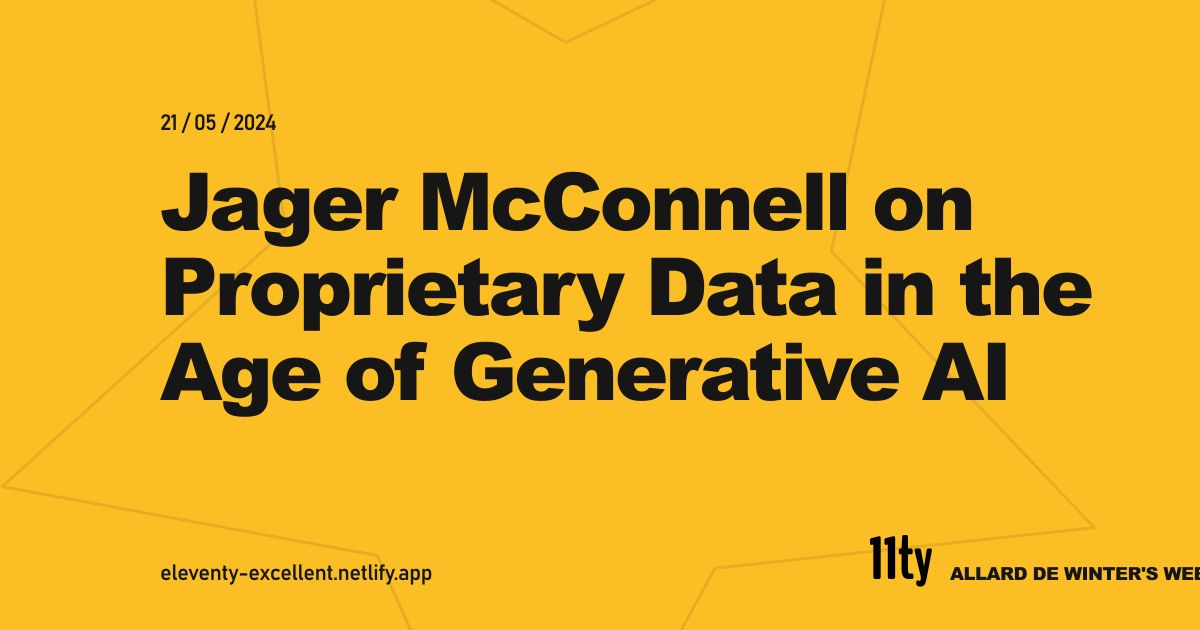 21 / 05 / 2024
Jager McConnell on
Proprietary Data in the
Age of Generative AI
eleventy-excellent.netlify.app
11ty
ALLARD DE WINTER'S